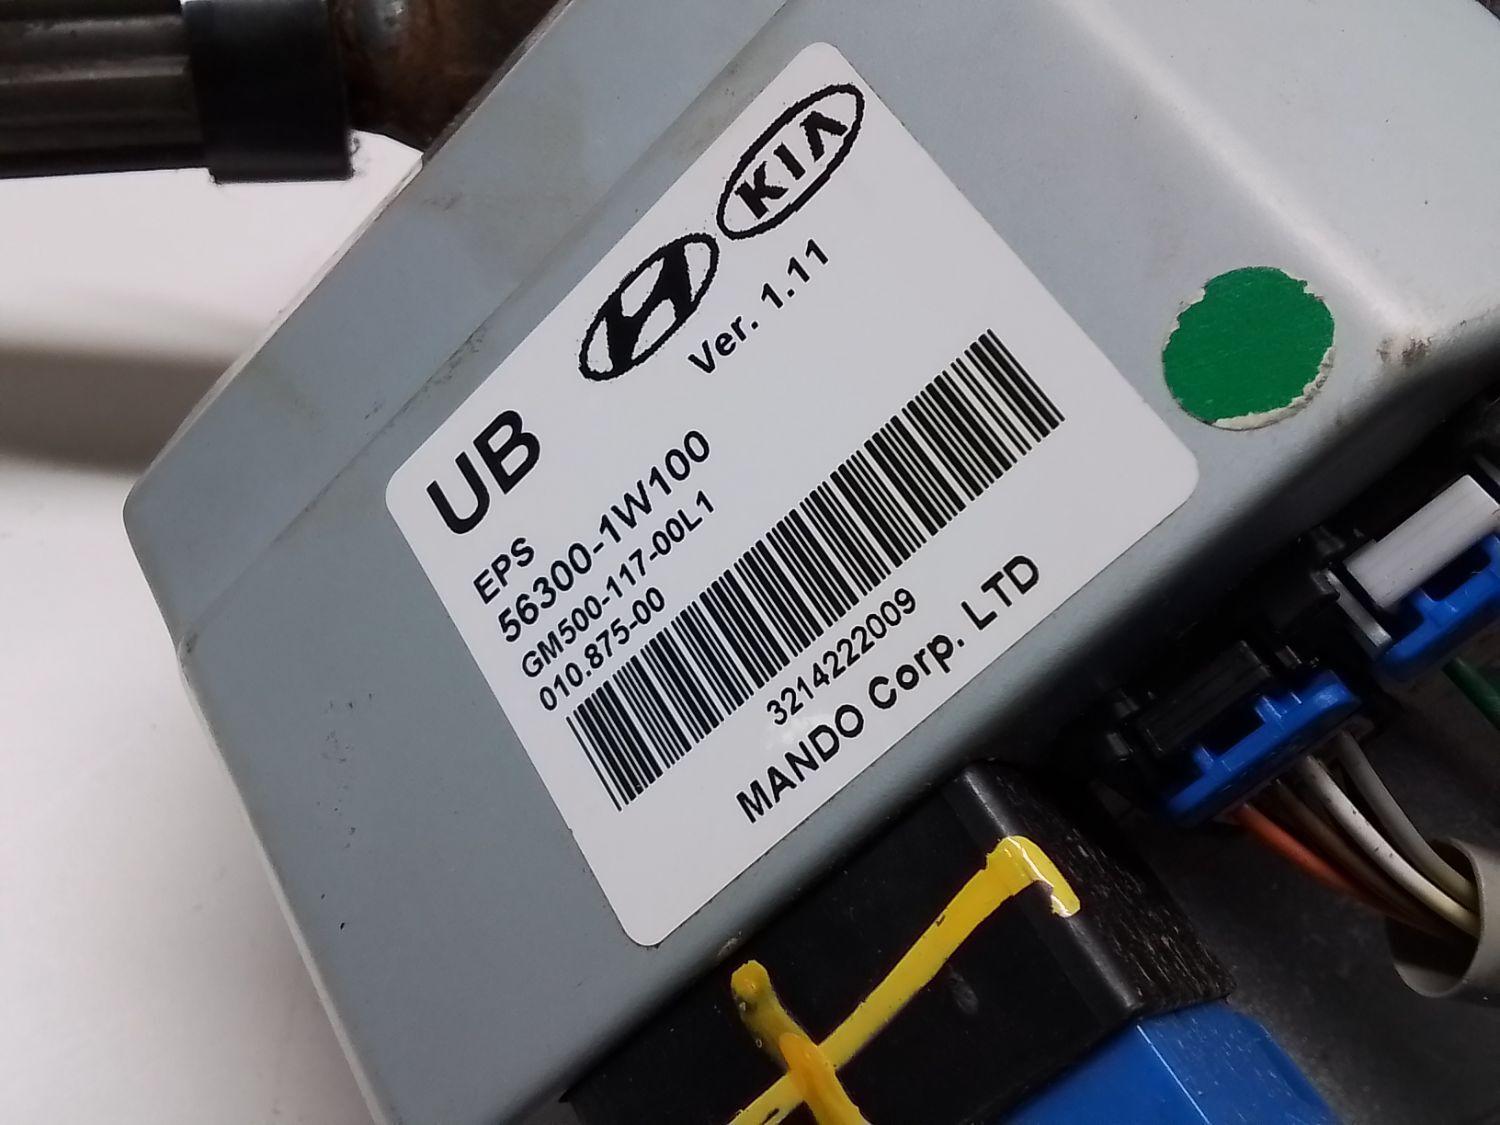 KIA
Ver. 1.11
UB
EPS
56300-1W100
GM500-117-00L1
010.875-00
3214222009
MANDO Corp. LTD